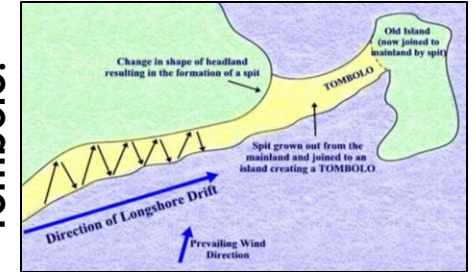 Tombolo:
Old Island
(now joined to
mainland by spit)
Change in shape of headland
resulting in the formation of a spit
TOMBOLO
Spit grown out from the
mainland and joined to an
island creating a TOMBOLO
Direction of Longshore Drift
Prevailing Wind
Direction